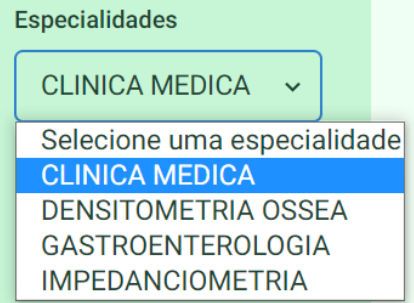 Especialidades
CLINICA MEDICA
Selecione uma especialidade
CLINICA MEDICA
DENSITOMETRIA OSSEA
GASTROENTEROLOGIA
IMPEDANCIOMETRIA